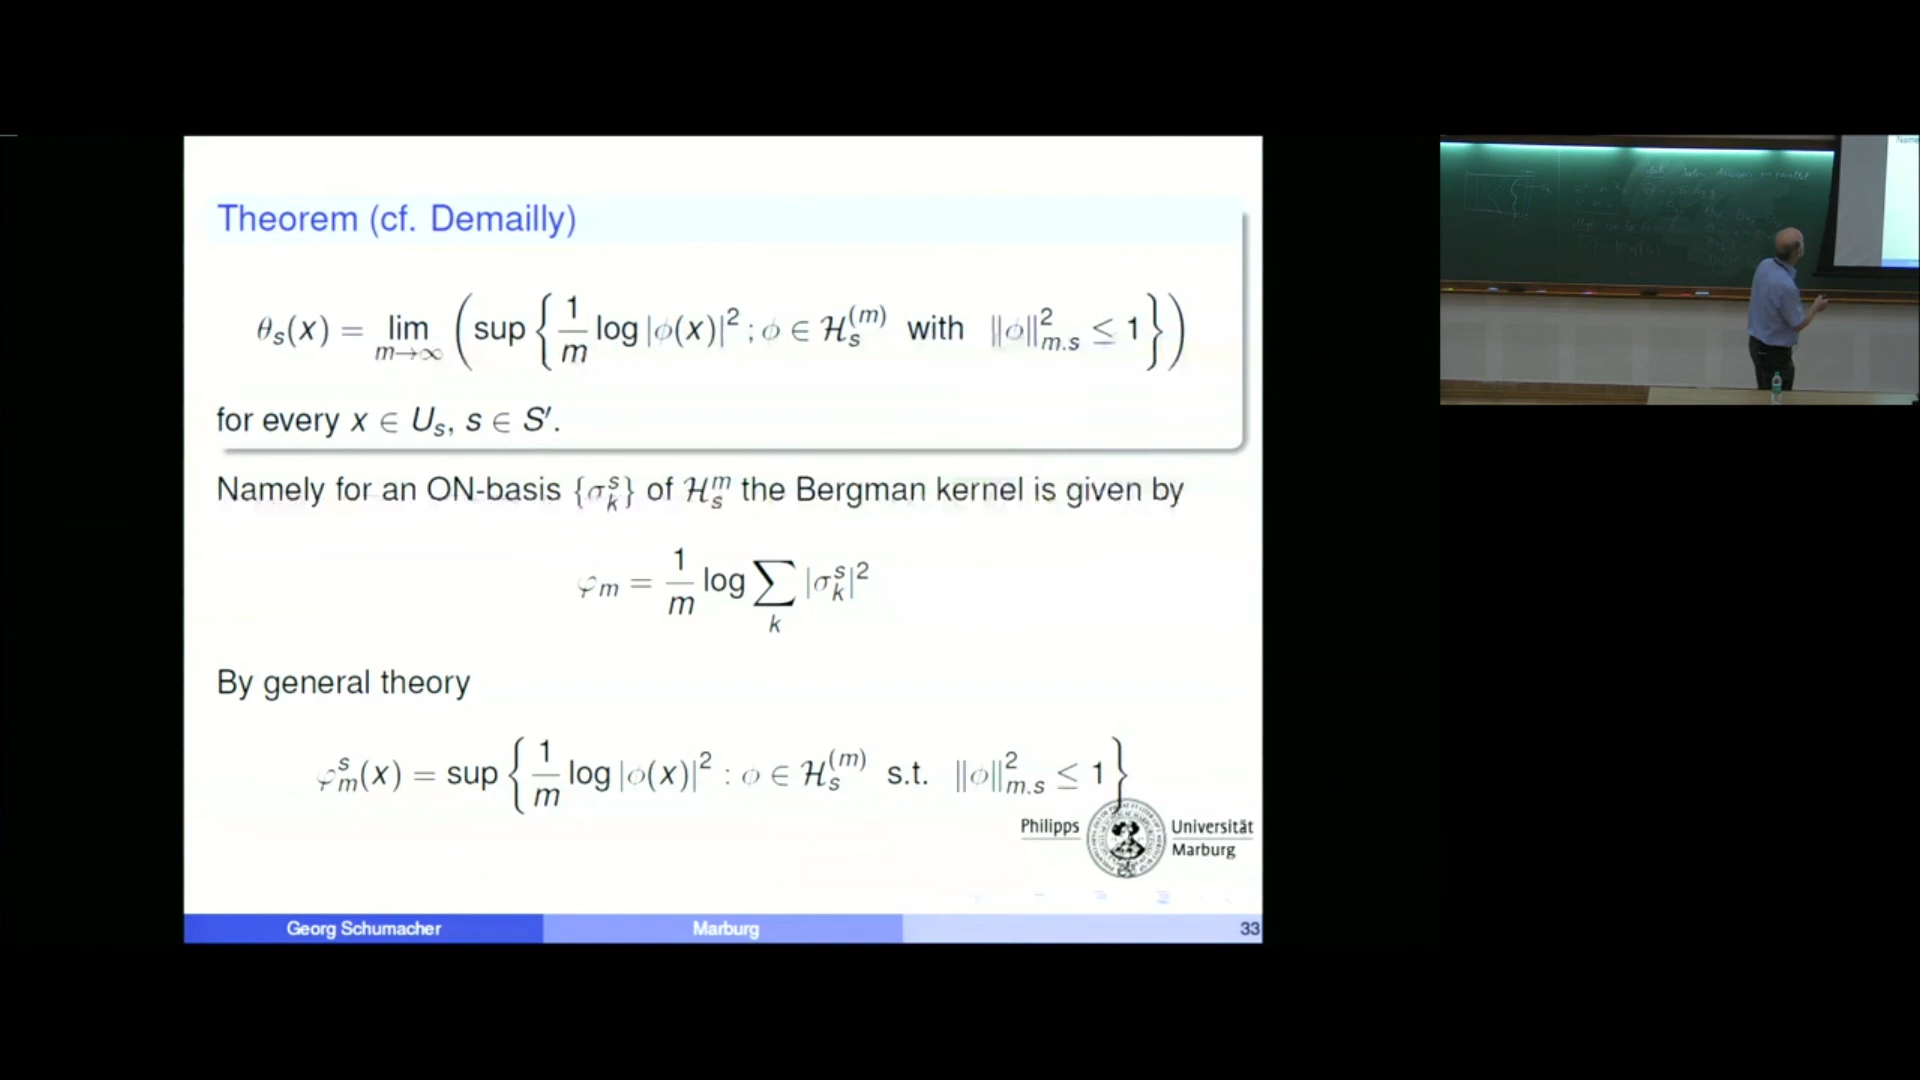 Theorem (cf. Demailly)
θ_s(x) = lim_{m→∞} ( sup { 1/m log |ϕ(x)|² ; ϕ ∈ H_s^{(m)} with ‖ϕ‖²_{m.s} ≤ 1 } )
for every x ∈ U_s, s ∈ S′.
Namely for an ON-basis {σ_k^s} of H_s^m the Bergman kernel is given by
φ_m = 1/m log ∑_k |σ_k^s|²
By general theory
φ_m^s(x) = sup { 1/m log |ϕ(x)|² : ϕ ∈ H_s^{(m)} s.t. ‖ϕ‖²_{m.s} ≤ 1 }
Philipps Universität
Marburg
Georg Schumacher Marburg 33